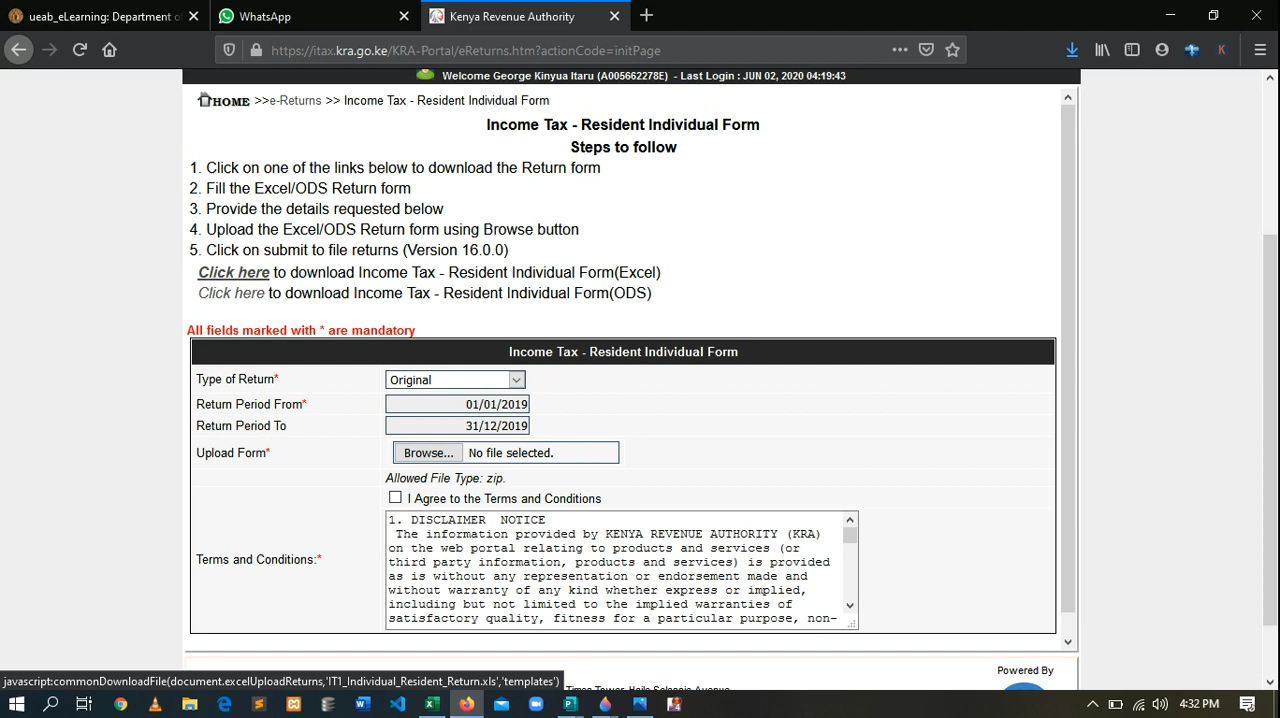 ueab_eLearning: Department of
WhatsApp
Kenya Revenue Authority
https://itax.kra.go.ke/KRA-Portal/eReturns.htm?actionCode=initPage
Welcome George Kinyua Itaru (A005662278E) - Last Login : JUN 02, 2020 04:19:43
HOME >>e-Returns >> Income Tax - Resident Individual Form
Income Tax - Resident Individual Form
Steps to follow
1. Click on one of the links below to download the Return form
2. Fill the Excel/ODS Return form
3. Provide the details requested below
4. Upload the Excel/ODS Return form using Browse button
5. Click on submit to file returns (Version 16.0.0)
Click here to download Income Tax - Resident Individual Form(Excel)
Click here to download Income Tax - Resident Individual Form(ODS)
All fields marked with * are mandatory
Income Tax - Resident Individual Form
Type of Return* Original
Return Period From* 01/01/2019
Return Period To 31/12/2019
Upload Form* Browse... No file selected.
Allowed File Type: zip.
I Agree to the Terms and Conditions
Terms and Conditions:*
1. DISCLAIMER NOTICE
The information provided by KENYA REVENUE AUTHORITY (KRA)
on the web portal relating to products and services (or
third party information, products and services) is provided
as is without any representation or endorsement made and
without warranty of any kind whether express or implied,
including but not limited to the implied warranties of
satisfactory quality, fitness for a particular purpose, non-
Powered By
javascript:commonDownloadFile(document.excelUploadReturns,'IT1_Individual_Resident_Return.xls','templates')
4:32 PM